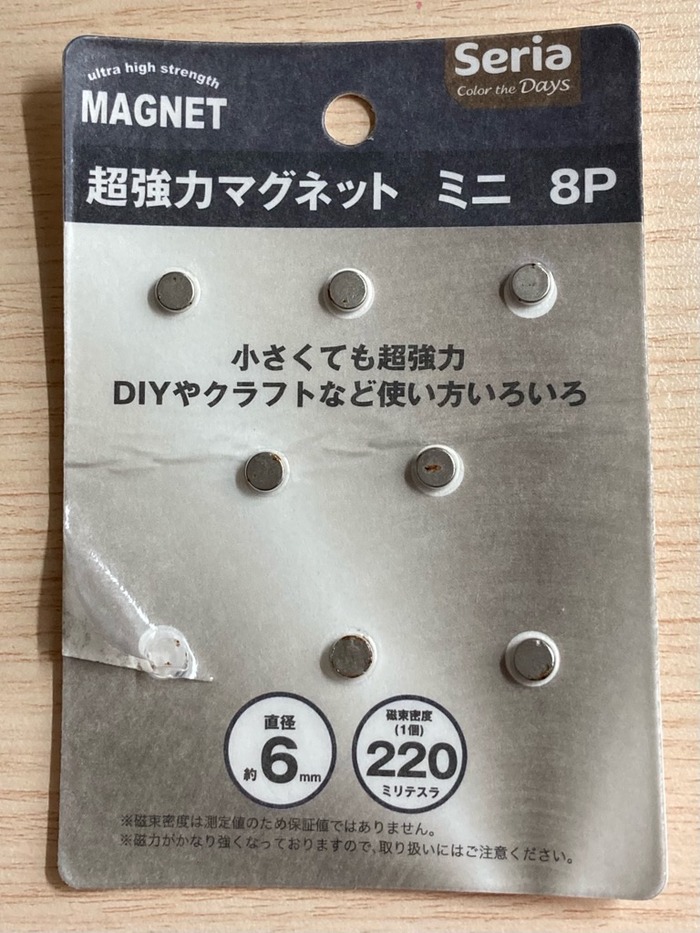 ultra high strength
MAGNET
Seria
Color the Days
超強力マグネット ミニ 8P
小さくても超強力
DIYやクラフトなど使い方いろいろ
直径
約6mm
磁束密度
(1個)
220
ミリテスラ
※磁束密度は測定値のため保証値ではありません。
※磁力がかなり強くなっておりますので、取り扱いにはご注意ください。